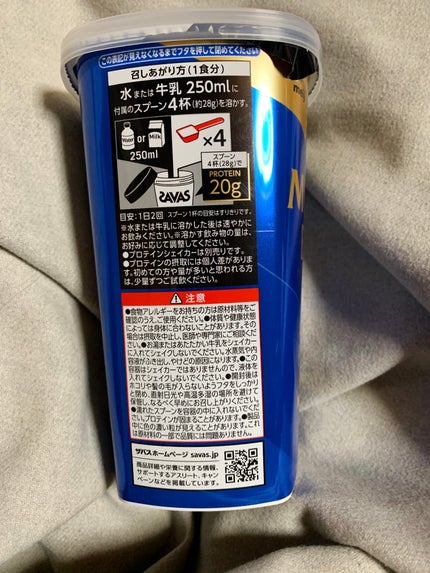 この表記が見えなくなるまでフタを押して閉めてください
召しあがり方（1食分）
水または牛乳 250mlに
付属のスプーン4杯（約28g）を溶かす。
Water or Milk
250ml
×4
SAVAS
スプーン
4杯（28g）で
PROTEIN
20g
目安：1日2回 スプーン1杯の目安はすりきりです。
※水または牛乳に溶かした後は速やかに
お飲みください。※溶かす飲み物の量は、
お好みに応じて調整してください。
●プロテインシェイカーは別売りです。
●プロテインの摂取には個人差がありま
す。初めての方や量が多いと思われる方
は、少量ずつご試飲ください。
注意
●食物アレルギーをお持ちの方は原材料等をご
確認のうえ、ご使用ください。●体質や健康状態
によっては身体に合わないことがあります。その
場合は摂取を中止し、医師や専門家にご相談くだ
さい。●お湯またはあたたかい牛乳をシェイカー
に入れてシェイクしないでください。水蒸気や内
容液がふき出し、やけどの原因になります。●この
容器はシェイカーではありませんので、液体を
入れてシェイクしないでください。●開封後は
ホコリや髪の毛が入らないようフタをしっかり
と閉め、直射日光や高温多湿の場所を避けて
保管し、なるべく早めにお召し上がりください。
●濡れたスプーンを容器の中に入れないでくだ
さい。プロテインが固まることがあります。●製品
中に色の濃い粒が見えることがあります。これ
は原材料の一部で品質には問題ありません。
ザバスホームページ savas.jp
商品詳細や栄養に関する情報、
サポートするアスリート、キャン
ペーンなどを掲載しています。